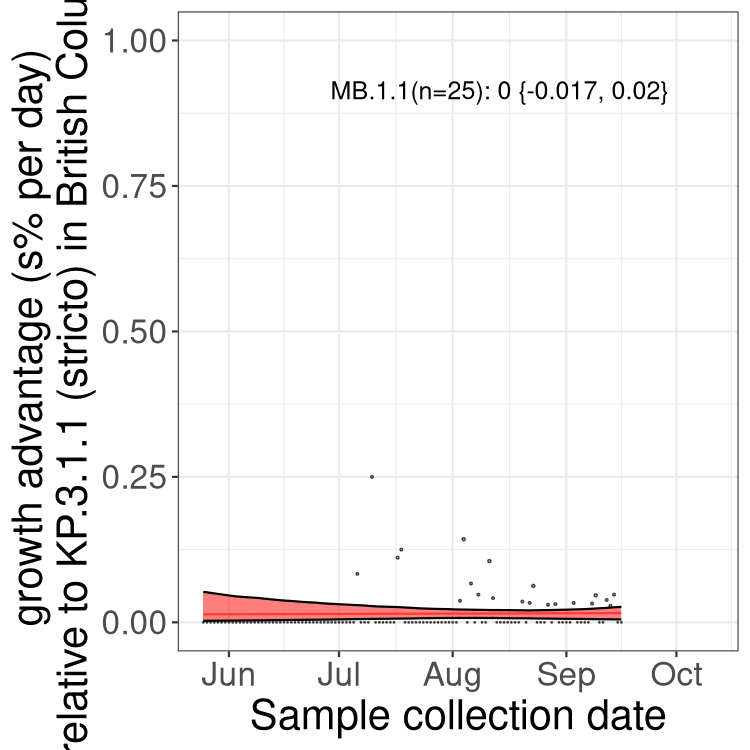 growth advantage (s% per day)
relative to KP.3.1.1 (stricto) in British Colu
1.00
0.75
0.50
0.25
0.00
MB.1.1(n=25): 0 {-0.017, 0.02}
Jun Jul Aug Sep Oct
Sample collection date